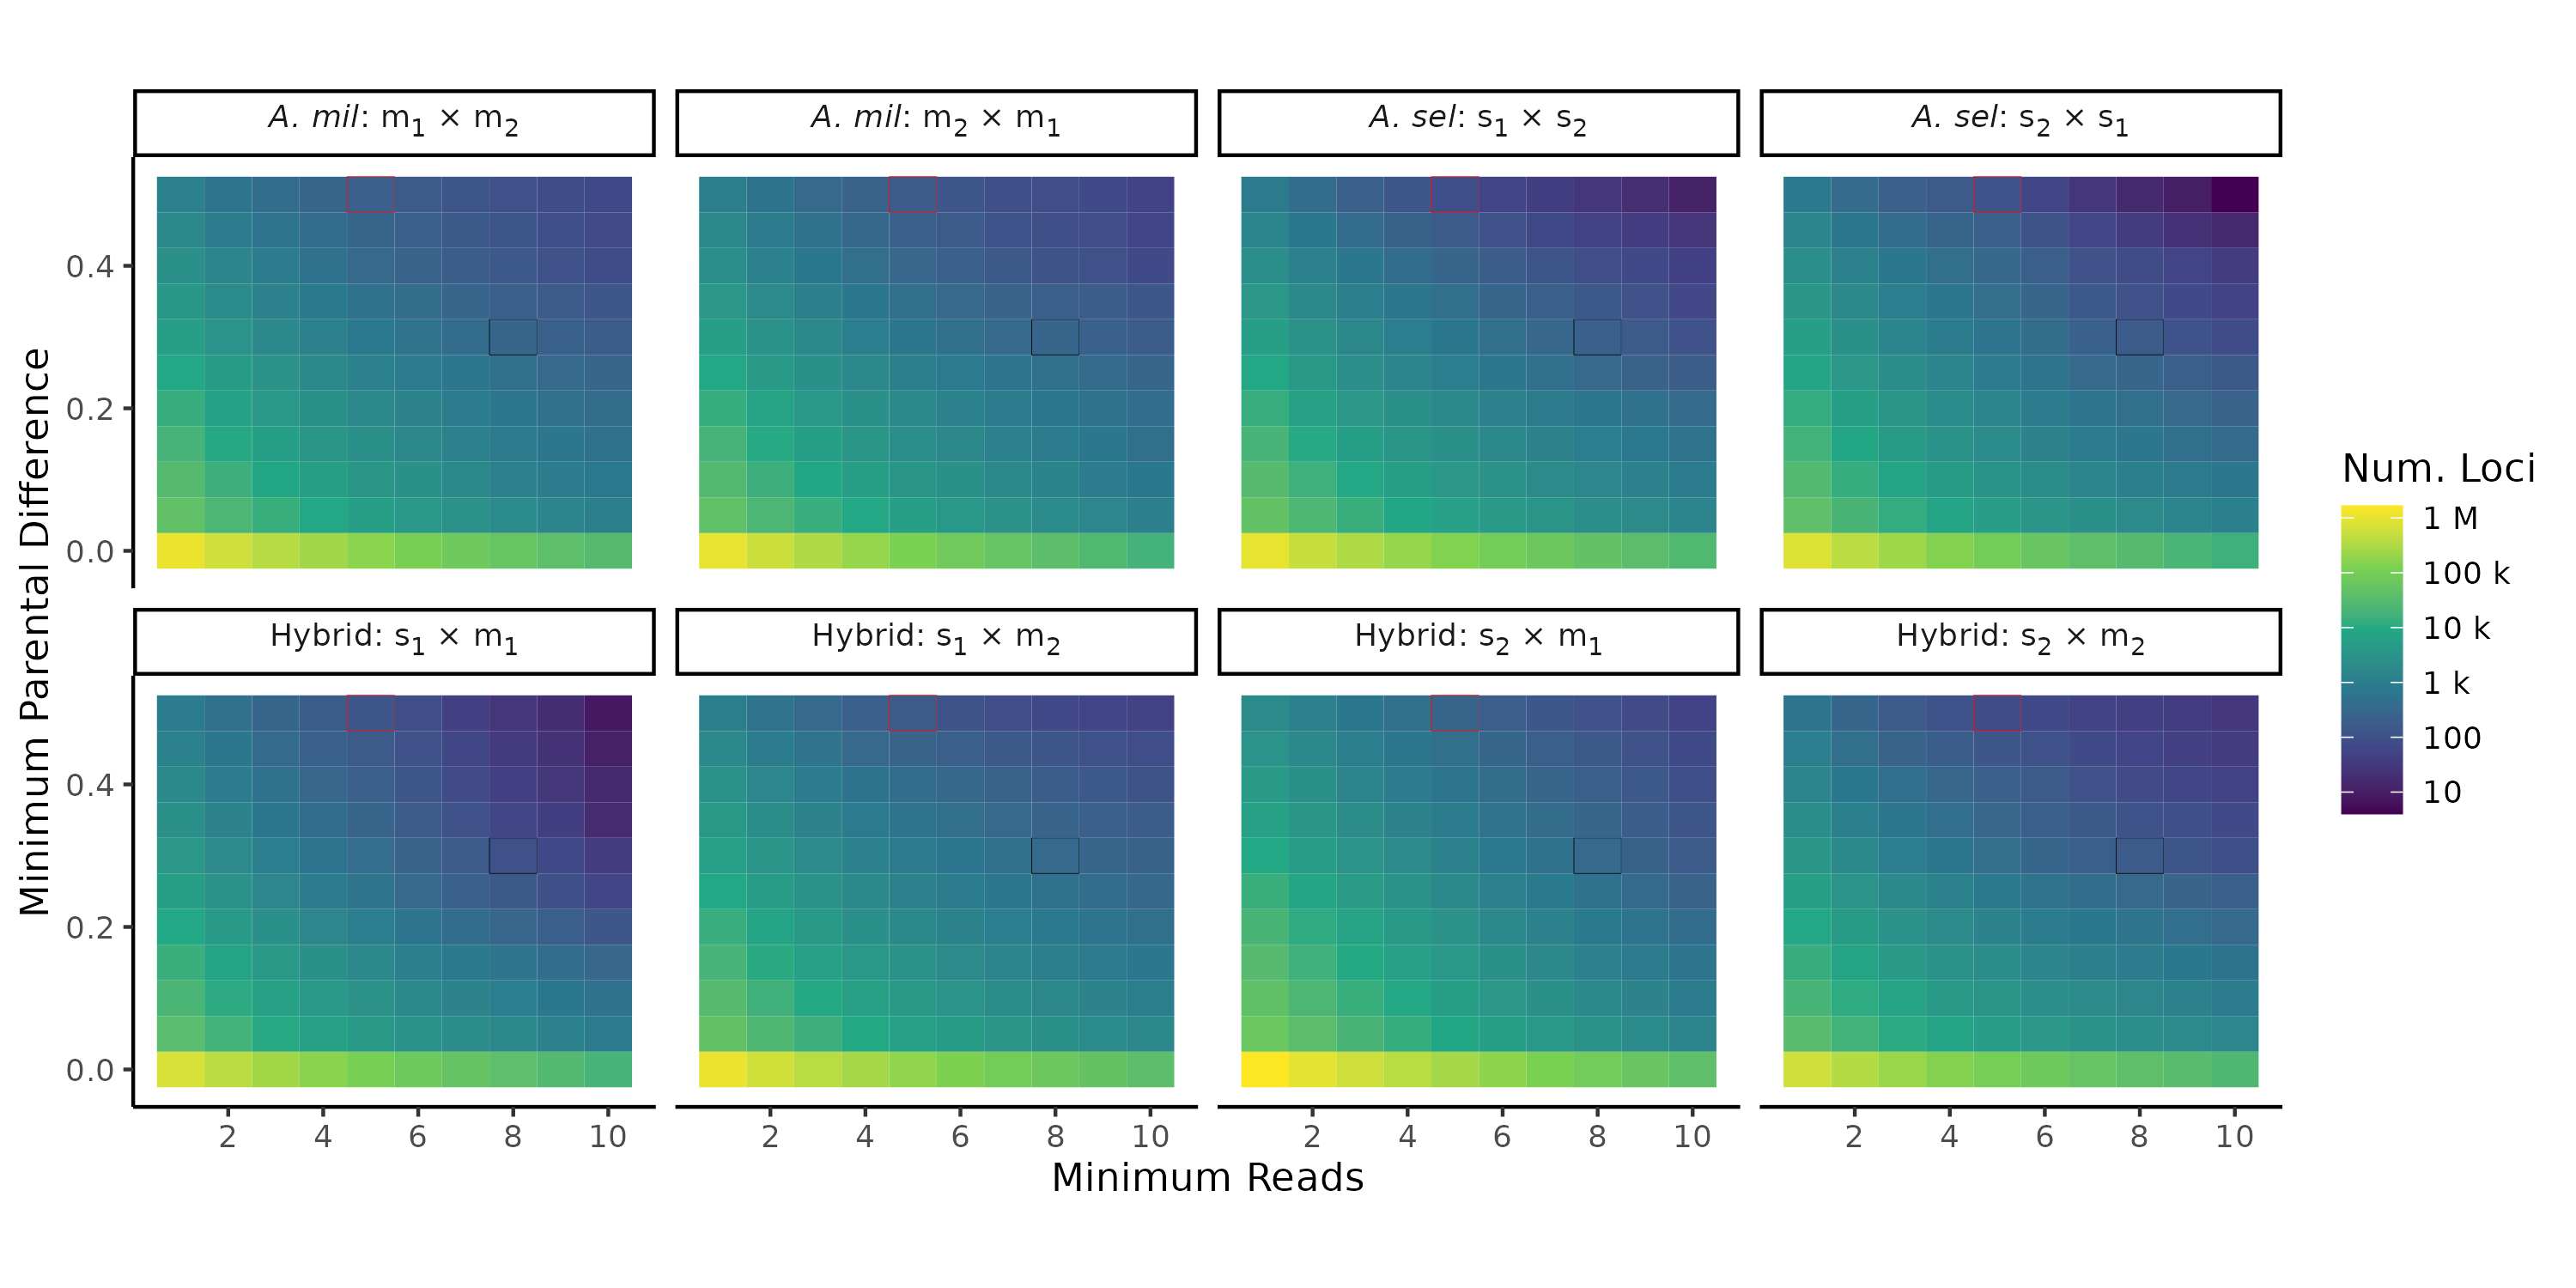 A. mil: m₁ × m₂
A. mil: m₂ × m₁
A. sel: s₁ × s₂
A. sel: s₂ × s₁
0.4
0.2
0.0
Hybrid: s₁ × m₁
Hybrid: s₁ × m₂
Hybrid: s₂ × m₁
Hybrid: s₂ × m₂
0.4
0.2
0.0
2 4 6 8 10
2 4 6 8 10
2 4 6 8 10
2 4 6 8 10
Minimum Reads
Minimum Parental Difference
Num. Loci
1 M
100 k
10 k
1 k
100
10